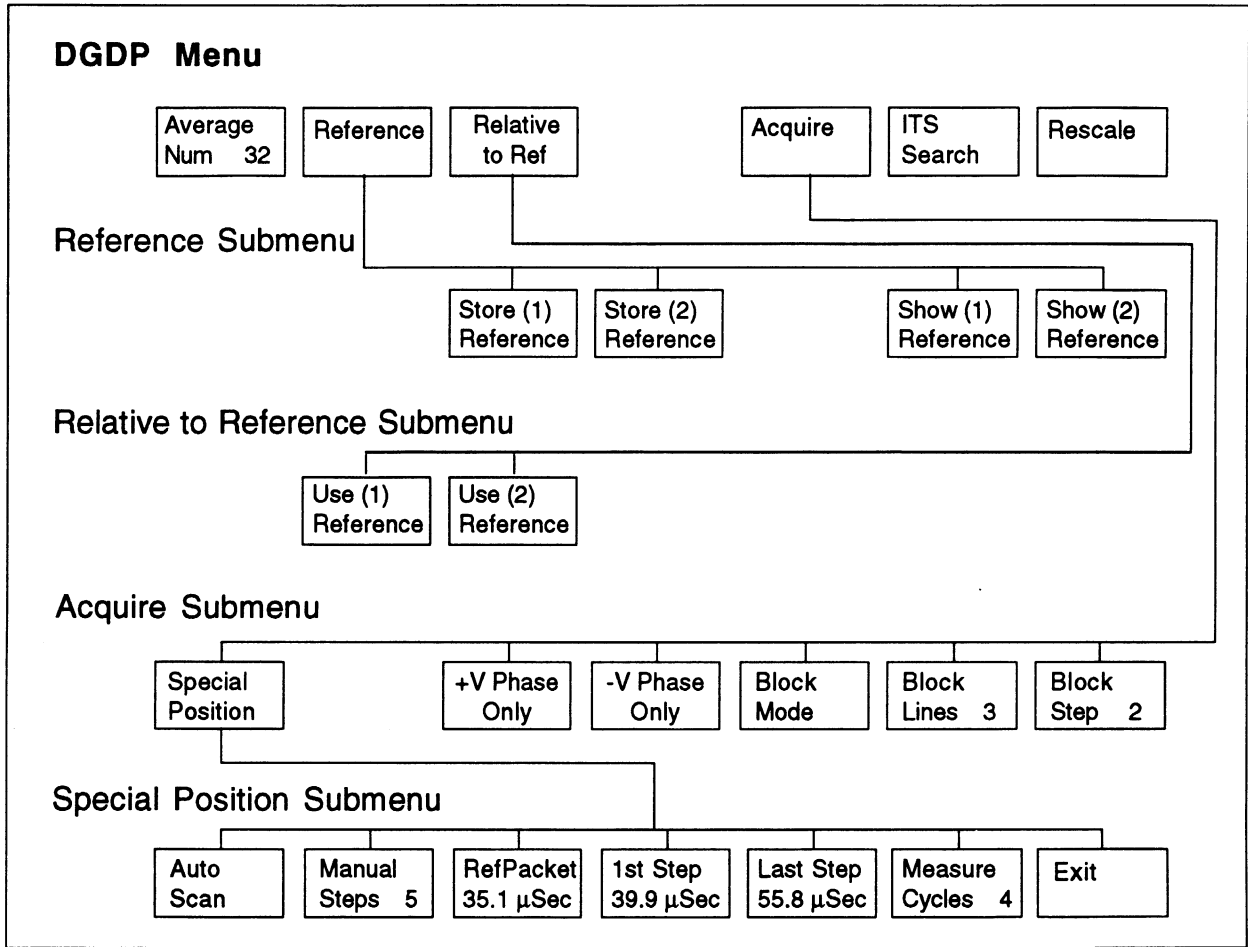 DGDP Menu
Average
Num 32
Reference
Relative
to Ref
Acquire
ITS
Search
Rescale
Reference Submenu
Store (1)
Reference
Store (2)
Reference
Show (1)
Reference
Show (2)
Reference
Relative to Reference Submenu
Use (1)
Reference
Use (2)
Reference
Acquire Submenu
Special
Position
+V Phase
Only
-V Phase
Only
Block
Mode
Block
Lines 3
Block
Step 2
Special Position Submenu
Auto
Scan
Manual
Steps 5
RefPacket
35.1 µSec
1st Step
39.9 µSec
Last Step
55.8 µSec
Measure
Cycles 4
Exit